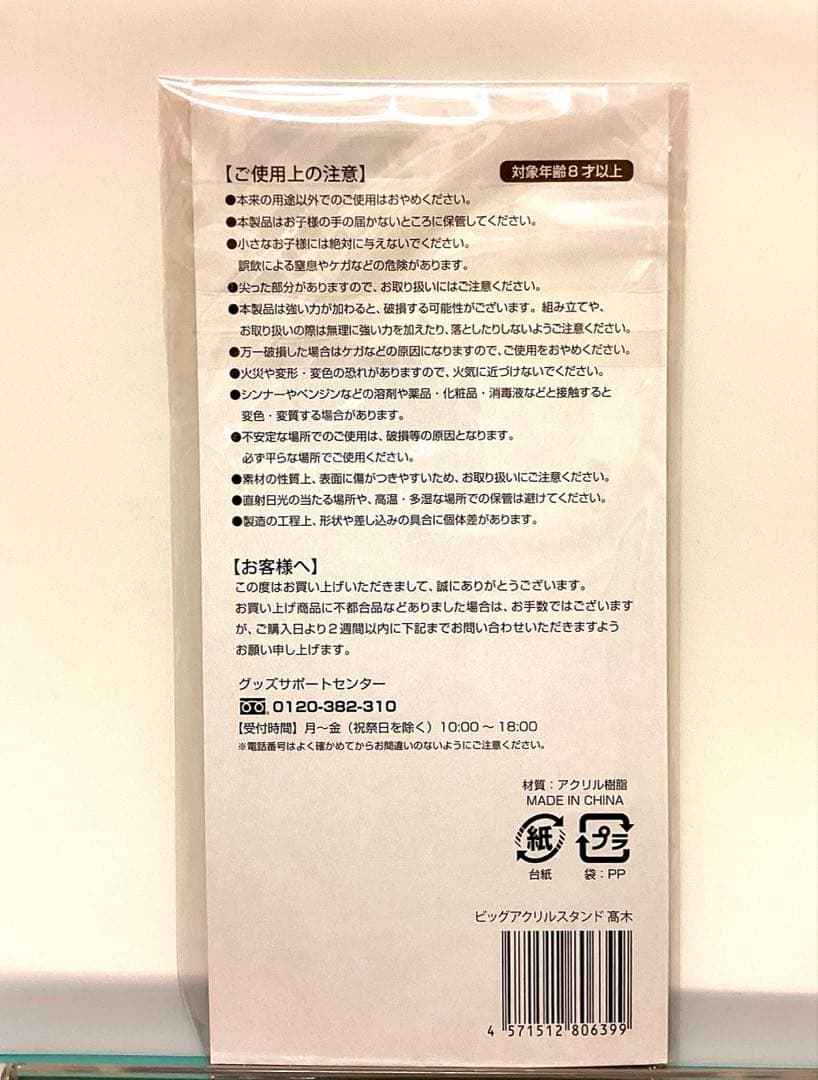 【ご使用上の注意】
対象年齢8才以上
●本来の用途以外でのご使用はおやめください。
●本製品はお子様の手の届かないところに保管してください。
●小さなお子様には絶対に与えないでください。
誤飲による窒息やケガなどの危険があります。
●尖った部分がありますので、お取り扱いにはご注意ください。
●本製品は強い力が加わると、破損する可能性がございます。組み立てや、
お取り扱いの際は無理に強い力を加えたり、落としたりしないようご注意ください。
●万一破損した場合はケガなどの原因になりますので、ご使用をおやめください。
●火災や変形・変色の恐れがありますので、火気に近づけないでください。
●シンナーやベンジンなどの溶剤や薬品・化粧品・消毒液などと接触すると
変色・変質する場合があります。
●不安定な場所でのご使用は、破損等の原因となります。
必ず平らな場所でご使用ください。
●素材の性質上、表面に傷がつきやすいため、お取り扱いにご注意ください。
●直射日光の当たる場所や、高温・多湿な場所での保管は避けてください。
●製造の工程上、形状や差し込みの具合に個体差があります。
【お客様へ】
この度はお買い上げいただきまして、誠にありがとうございます。
お買い上げ商品に不都合品などありました場合は、お手数ではございます
が、ご購入日より2週間以内に下記までお問い合わせいただきますよう
お願い申し上げます。
グッズサポートセンター
0120-382-310
【受付時間】月～金（祝祭日を除く）10:00～18:00
※電話番号はよく確かめてからお間違いのないようにご注意ください。
材質：アクリル樹脂
MADE IN CHINA
紙 プラ
台紙 袋：PP
ビッグアクリルスタンド 髙木
4 571512 806399